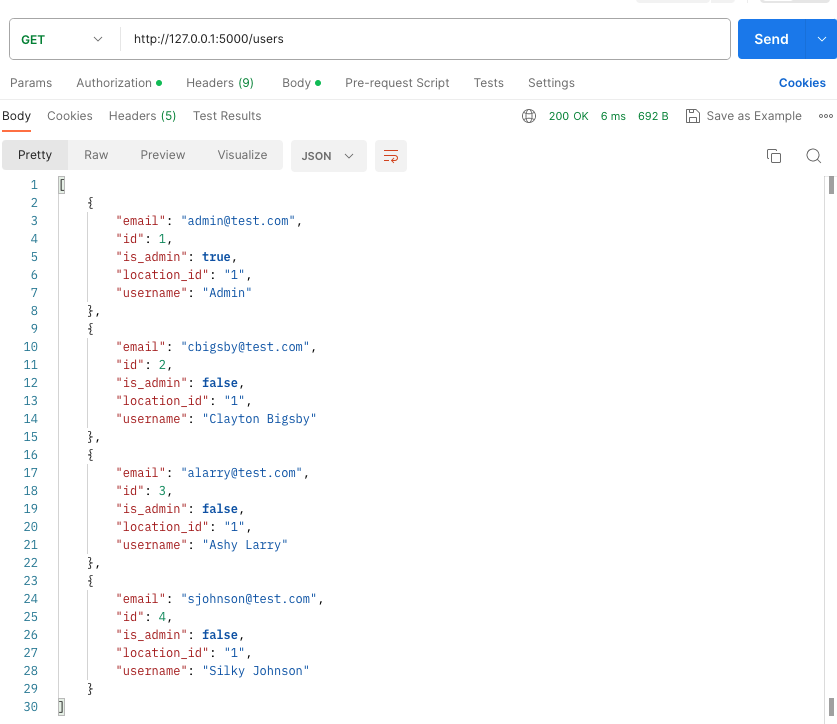 GET http://127.0.0.1:5000/users Send
Params Authorization Headers (9) Body Pre-request Script Tests Settings Cookies
Body Cookies Headers (5) Test Results 200 OK 6 ms 692 B Save as Example
Pretty Raw Preview Visualize JSON
1 [
2 {
3 "email": "admin@test.com",
4 "id": 1,
5 "is_admin": true,
6 "location_id": "1",
7 "username": "Admin"
8 },
9 {
10 "email": "cbigsby@test.com",
11 "id": 2,
12 "is_admin": false,
13 "location_id": "1",
14 "username": "Clayton Bigsby"
15 },
16 {
17 "email": "alarry@test.com",
18 "id": 3,
19 "is_admin": false,
20 "location_id": "1",
21 "username": "Ashy Larry"
22 },
23 {
24 "email": "sjohnson@test.com",
25 "id": 4,
26 "is_admin": false,
27 "location_id": "1",
28 "username": "Silky Johnson"
29 }
30 ]